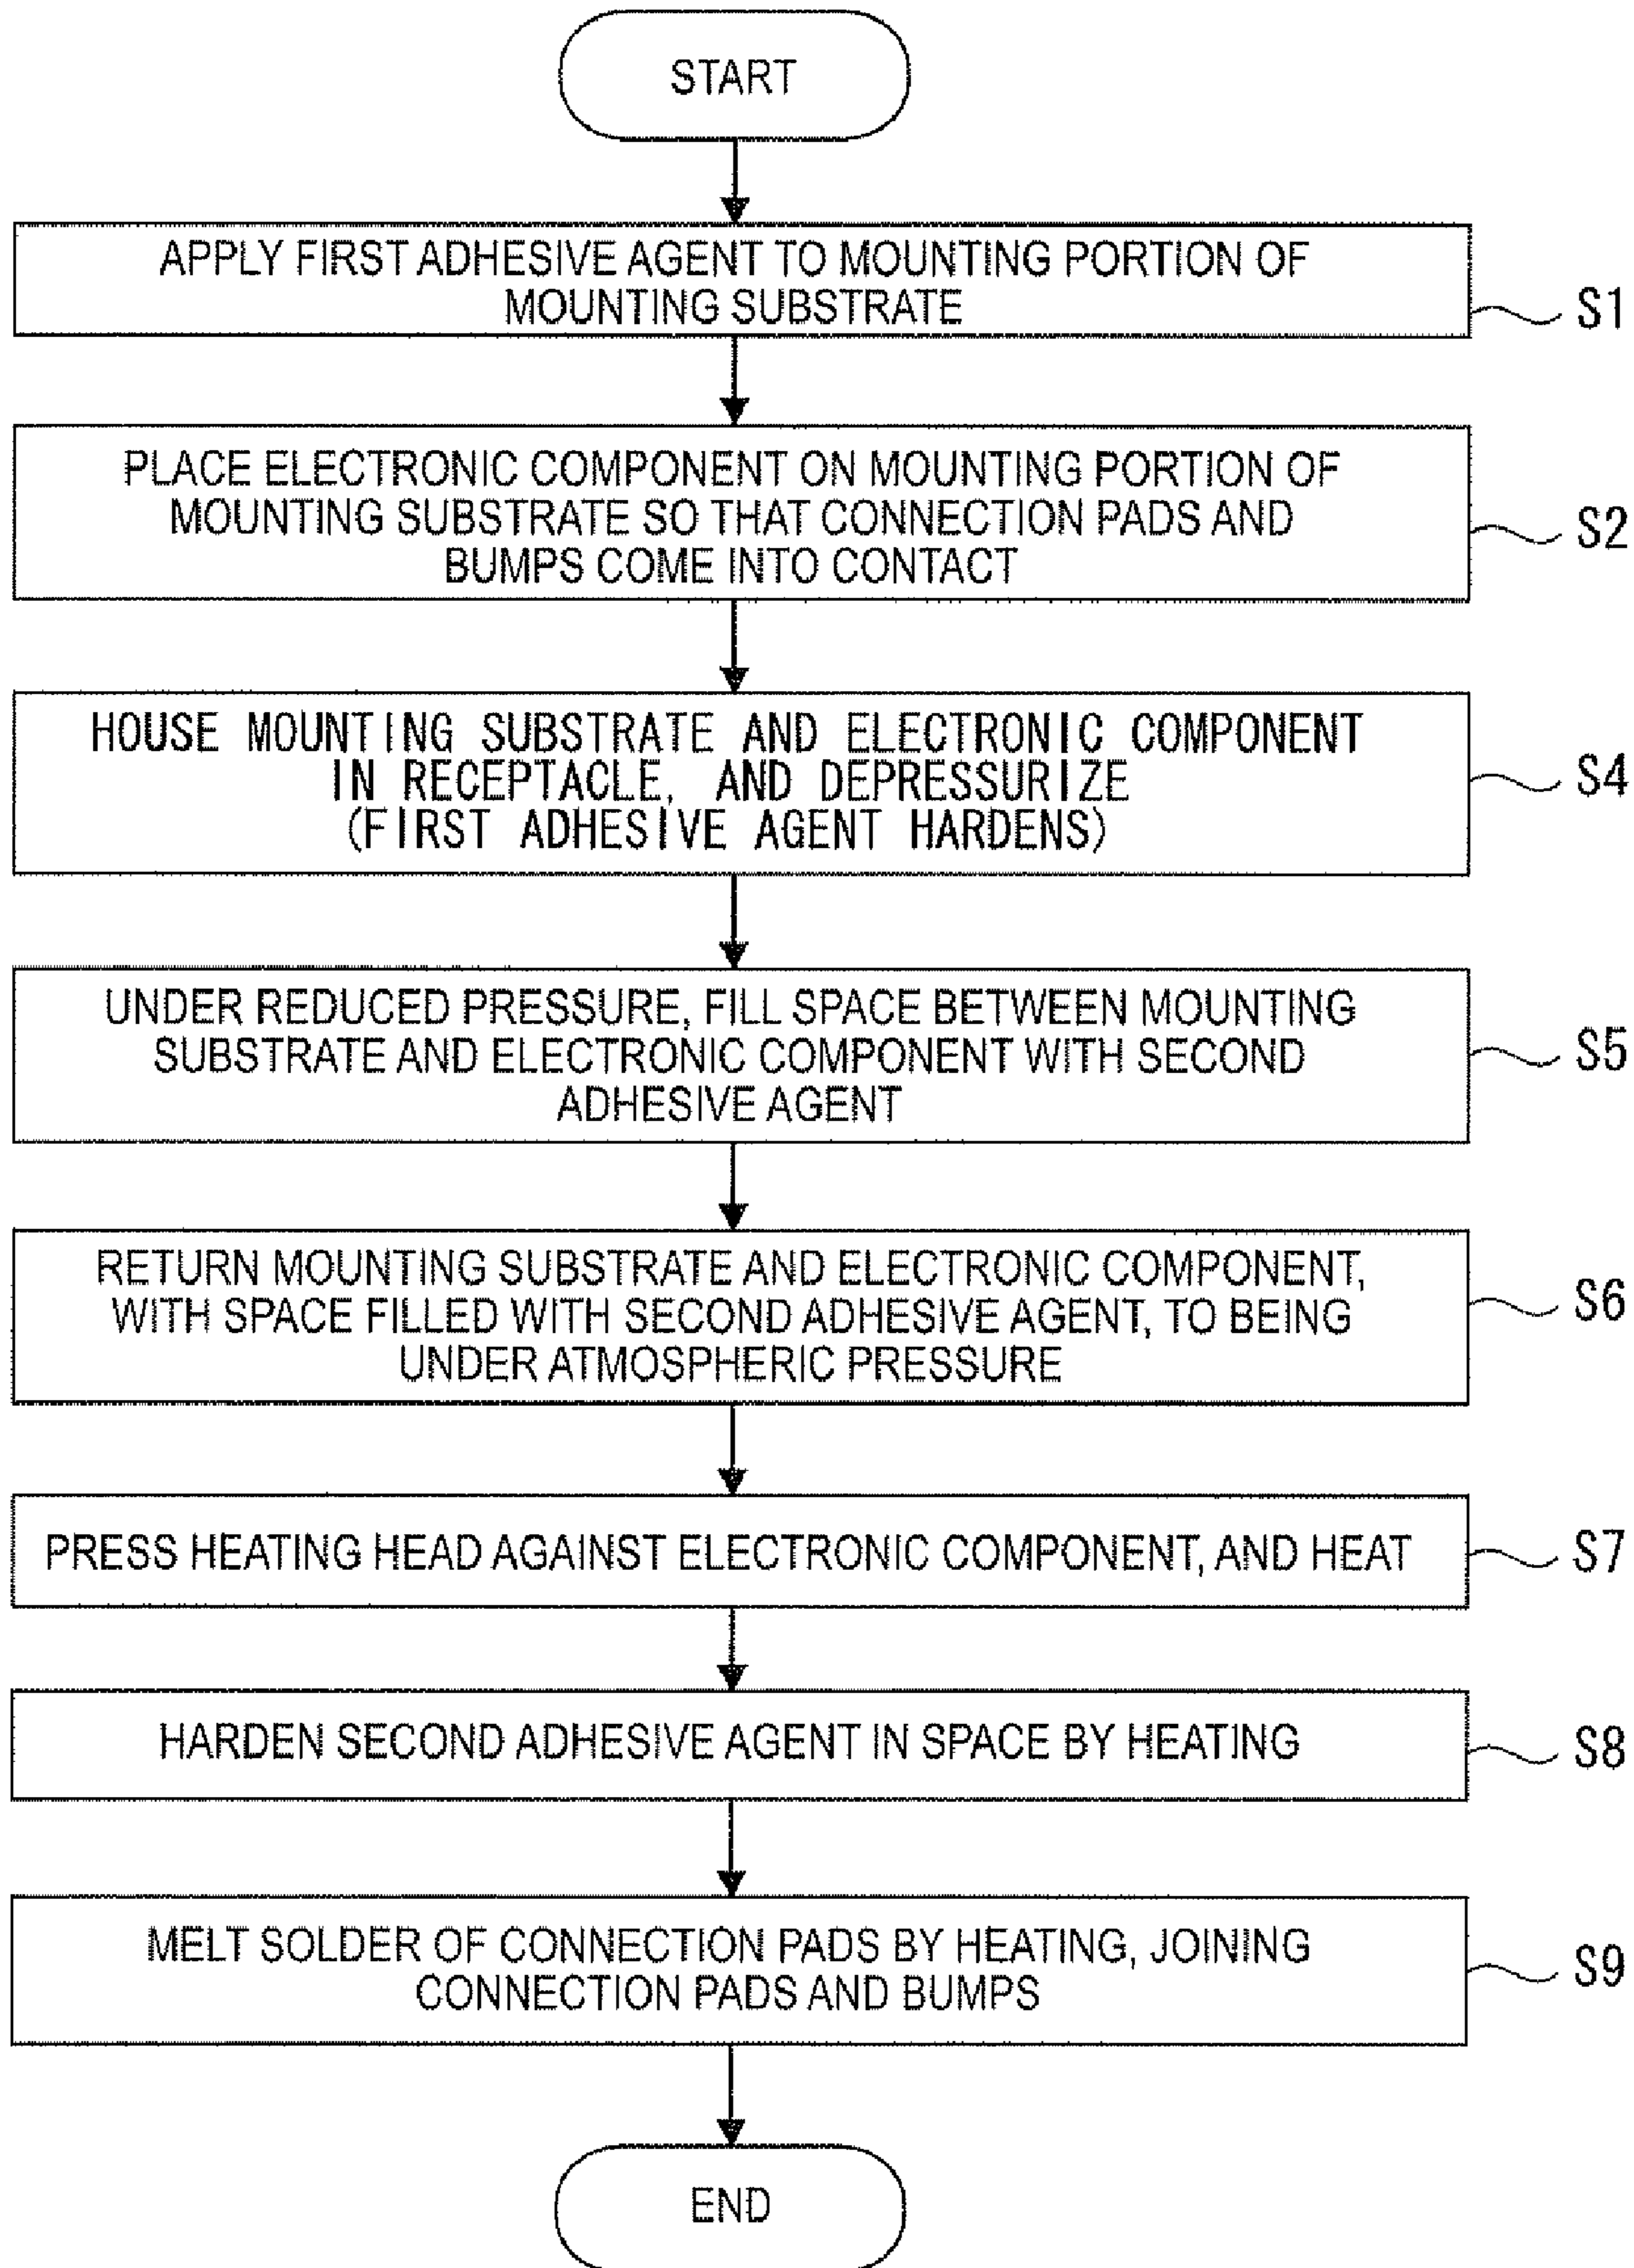 START
APPLY FIRST ADHESIVE AGENT TO MOUNTING PORTION OF
MOUNTING SUBSTRATE
S1
PLACE ELECTRONIC COMPONENT ON MOUNTING PORTION OF
MOUNTING SUBSTRATE SO THAT CONNECTION PADS AND
BUMPS COME INTO CONTACT
S2
HOUSE MOUNTING SUBSTRATE AND ELECTRONIC COMPONENT
IN RECEPTACLE, AND DEPRESSURIZE
(FIRST ADHESIVE AGENT HARDENS)
S4
UNDER REDUCED PRESSURE, FILL SPACE BETWEEN MOUNTING
SUBSTRATE AND ELECTRONIC COMPONENT WITH SECOND
ADHESIVE AGENT
S5
RETURN MOUNTING SUBSTRATE AND ELECTRONIC COMPONENT,
WITH SPACE FILLED WITH SECOND ADHESIVE AGENT, TO BEING
UNDER ATMOSPHERIC PRESSURE
S6
PRESS HEATING HEAD AGAINST ELECTRONIC COMPONENT, AND HEAT
S7
HARDEN SECOND ADHESIVE AGENT IN SPACE BY HEATING
S8
MELT SOLDER OF CONNECTION PADS BY HEATING, JOINING
CONNECTION PADS AND BUMPS
S9
END